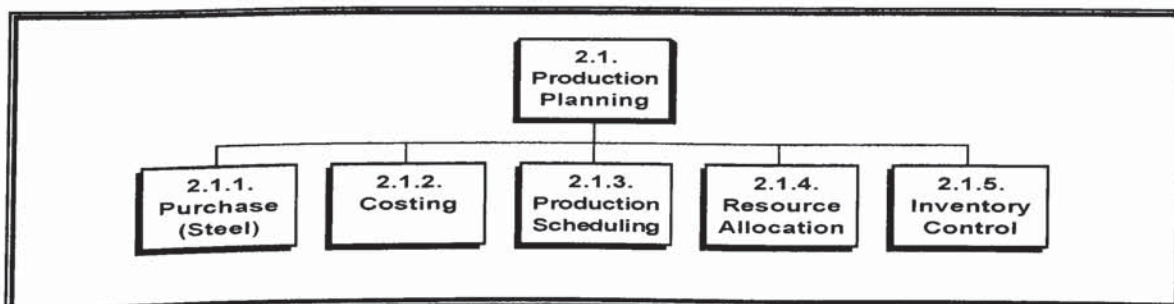 2.1.
Production
Planning
2.1.1.
Purchase
(Steel)
2.1.2.
Costing
2.1.3.
Production
Scheduling
2.1.4.
Resource
Allocation
2.1.5.
Inventory
Control